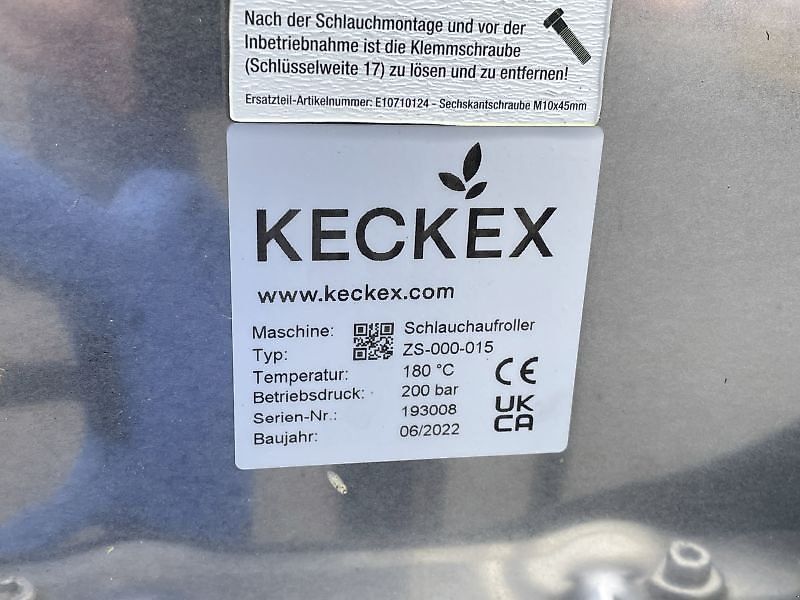 Nach der Schlauchmontage und vor der
Inbetriebnahme ist die Klemmschraube
(Schlüsselweite 17) zu lösen und zu entfernen!
Ersatzteil-Artikelnummer: E10710124 - Sechskantschraube M10x45mm
KECKEX
www.keckex.com
Maschine: Schlauchaufroller
Typ: ZS-000-015
Temperatur: 180 °C
Betriebsdruck: 200 bar
Serien-Nr.: 193008
Baujahr: 06/2022
CE
UK
CA